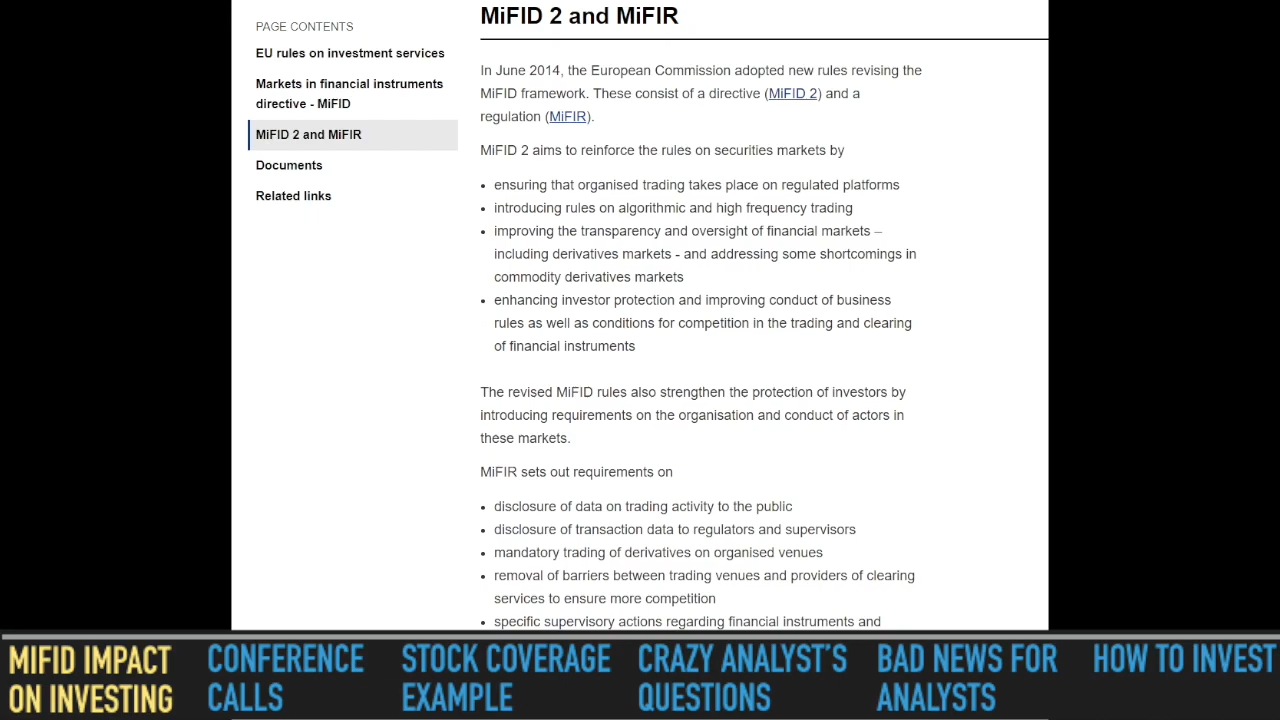 PAGE CONTENTS
EU rules on investment services
Markets in financial instruments
directive - MiFID
MiFID 2 and MiFIR
Documents
Related links
MiFID 2 and MiFIR
In June 2014, the European Commission adopted new rules revising the
MiFID framework. These consist of a directive (MiFID 2) and a
regulation (MiFIR).
MiFID 2 aims to reinforce the rules on securities markets by
• ensuring that organised trading takes place on regulated platforms
• introducing rules on algorithmic and high frequency trading
• improving the transparency and oversight of financial markets –
including derivatives markets - and addressing some shortcomings in
commodity derivatives markets
• enhancing investor protection and improving conduct of business
rules as well as conditions for competition in the trading and clearing
of financial instruments
The revised MiFID rules also strengthen the protection of investors by
introducing requirements on the organisation and conduct of actors in
these markets.
MiFIR sets out requirements on
• disclosure of data on trading activity to the public
• disclosure of transaction data to regulators and supervisors
• mandatory trading of derivatives on organised venues
• removal of barriers between trading venues and providers of clearing
services to ensure more competition
• specific supervisory actions regarding financial instruments and
MIFID IMPACT
ON INVESTING
CONFERENCE
CALLS
STOCK COVERAGE
EXAMPLE
CRAZY ANALYST'S
QUESTIONS
BAD NEWS FOR
ANALYSTS
HOW TO INVEST